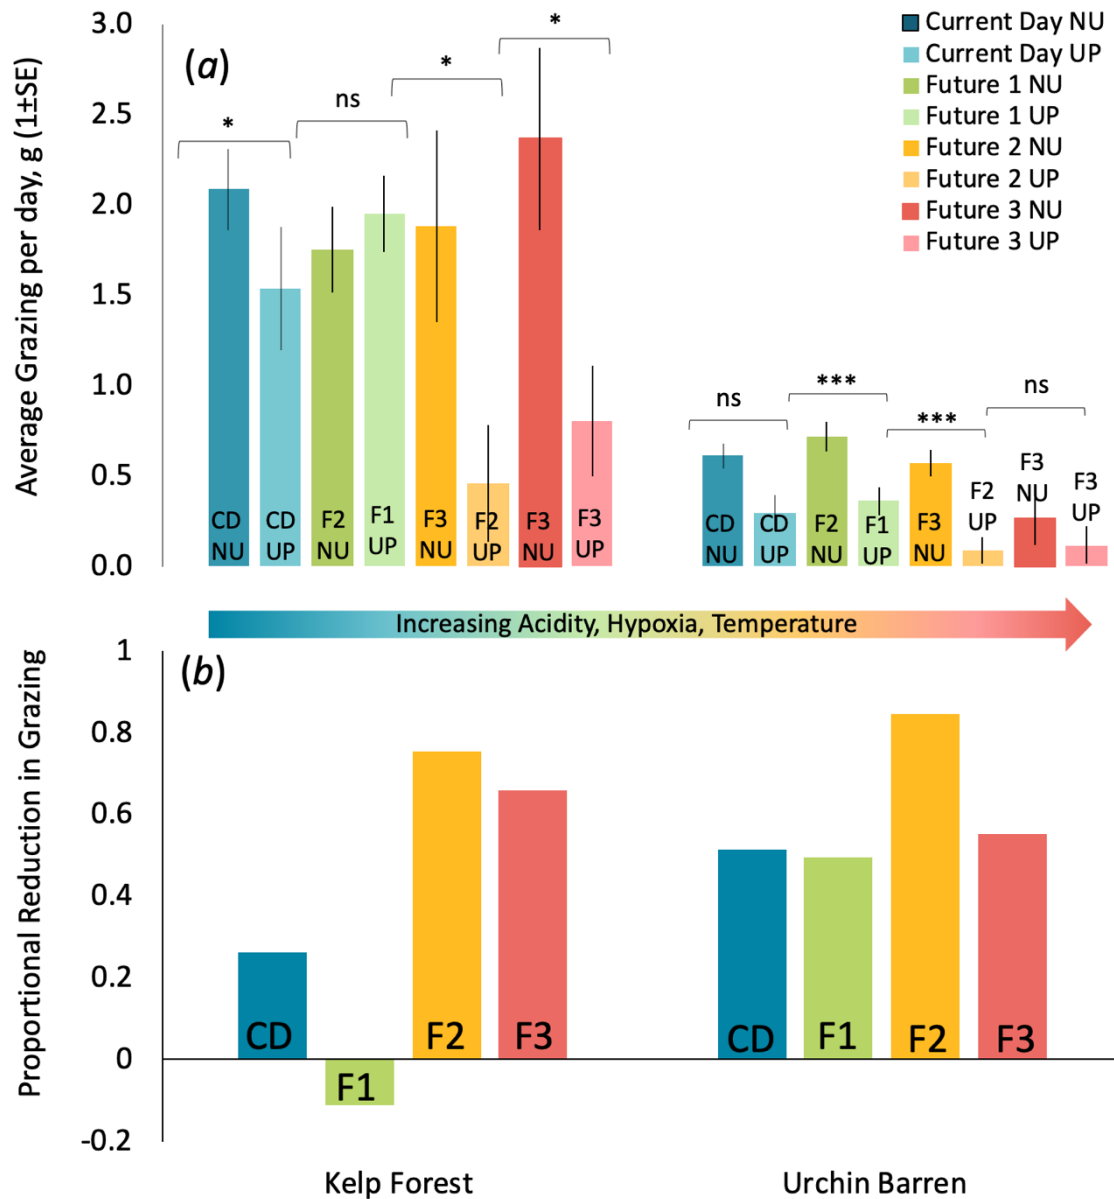 3.0
2.5
2.0
1.5
1.0
0.5
0.0
Average Grazing per day, g (1±SE)
(a)
*
ns
*
*
CD
NU
CD
UP
F2
NU
F1
UP
F3
NU
F2
UP
F3
NU
F3
UP
Current Day NU
Current Day UP
Future 1 NU
Future 1 UP
Future 2 NU
Future 2 UP
Future 3 NU
Future 3 UP
ns
***
***
ns
CD
NU
CD
UP
F2
NU
F1
UP
F3
NU
F2
UP
F3
NU
F3
UP
Increasing Acidity, Hypoxia, Temperature
1
0.8
0.6
0.4
0.2
0
-0.2
Proportional Reduction in Grazing
(b)
CD
F1
F2
F3
CD
F1
F2
F3
Kelp Forest
Urchin Barren